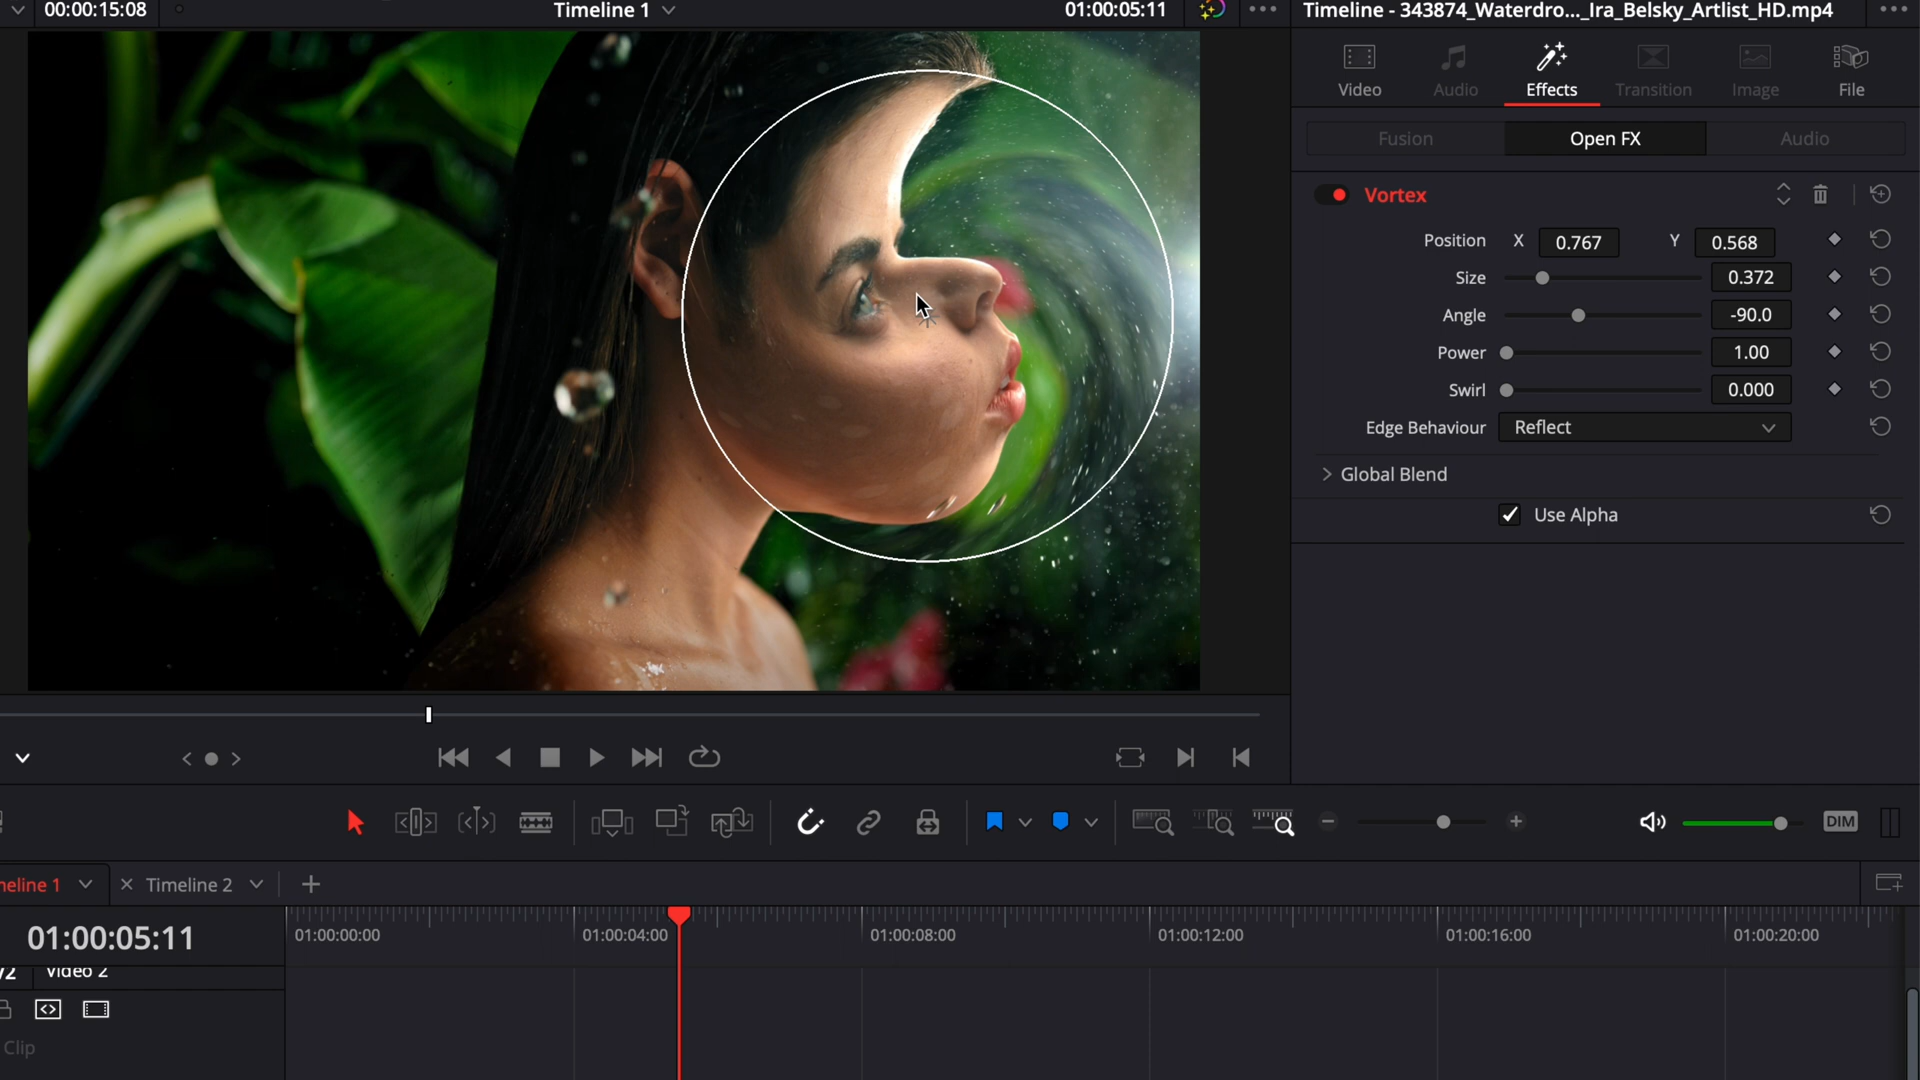 00:00:15:08
Timeline 1
01:00:05:11
Timeline - 343874_Waterdro..._Ira_Belsky_Artlist_HD.mp4
Video
Audio
Effects
Transition
Image
File
Fusion
Open FX
Audio
Vortex
Position X 0.767 Y 0.568
Size 0.372
Angle -90.0
Power 1.00
Swirl 0.000
Edge Behaviour Reflect
Global Blend
Use Alpha
DIM
neline 1
Timeline 2
01:00:05:11
01:00:00:00
01:00:04:00
01:00:08:00
01:00:12:00
01:00:16:00
01:00:20:00
V2 Video 2
Clip